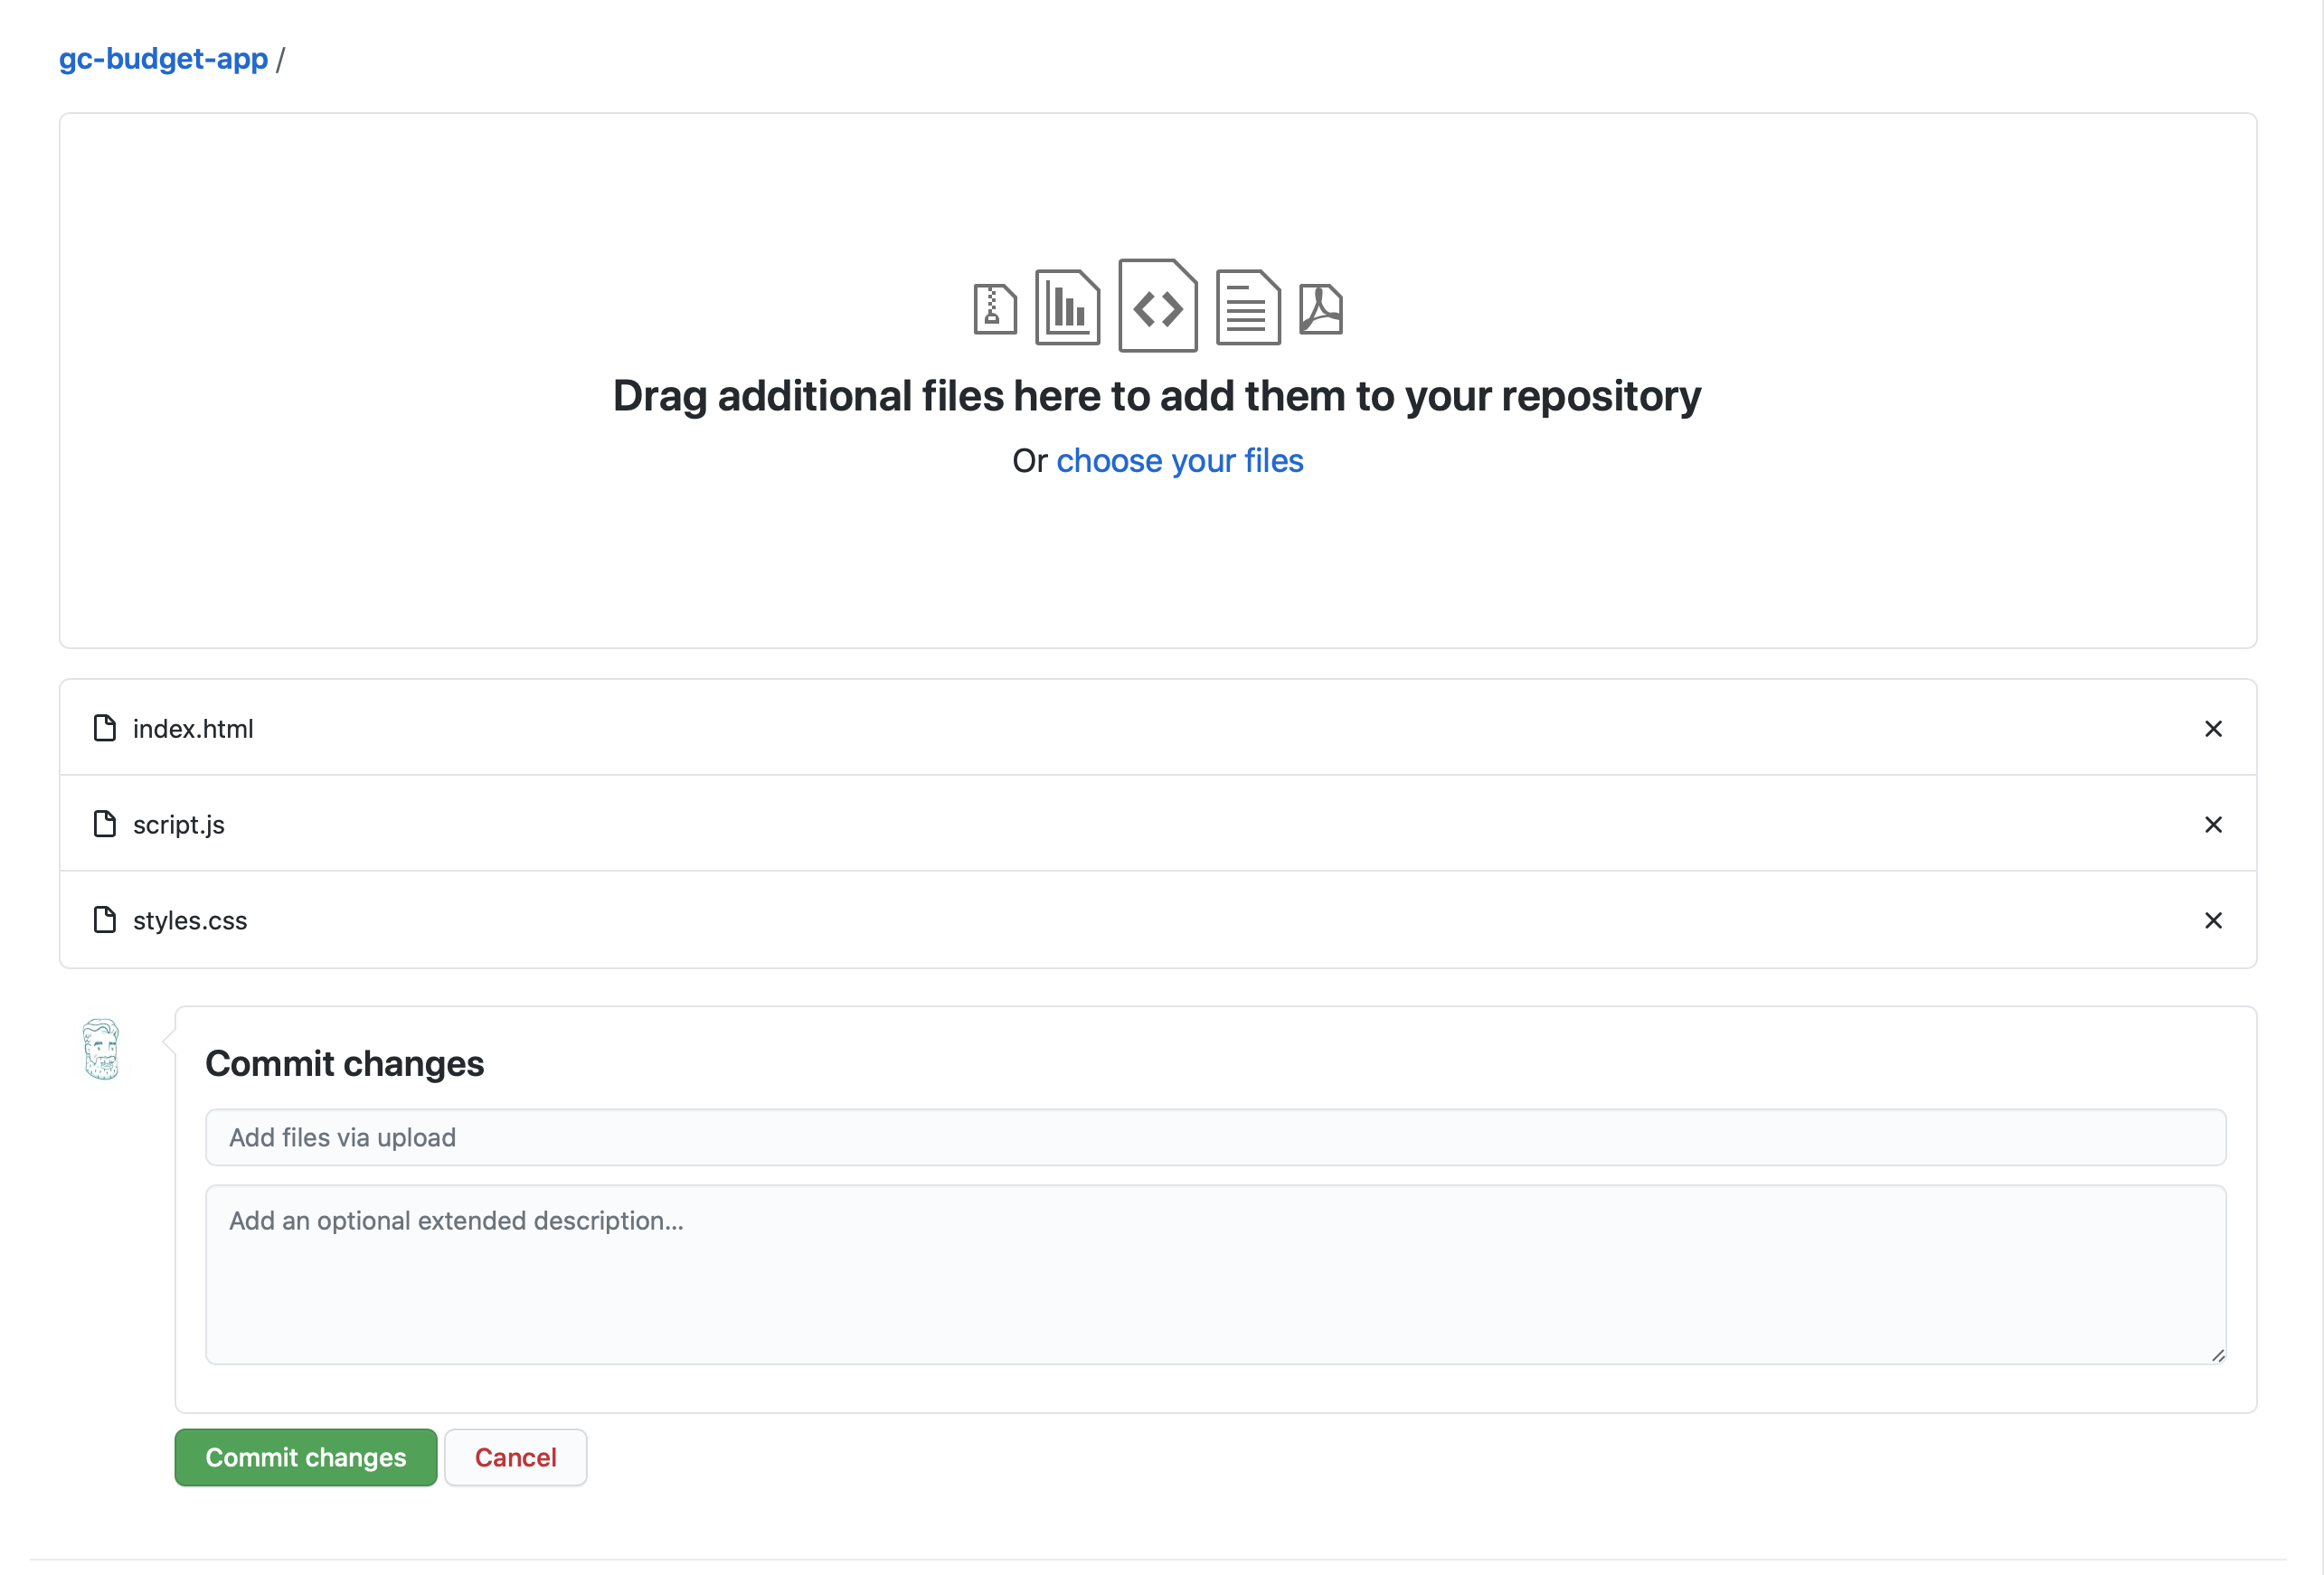 gc-budget-app /
Drag additional files here to add them to your repository
Or choose your files
index.html
script.js
styles.css
Commit changes
Add files via upload
Add an optional extended description...
Commit changes Cancel